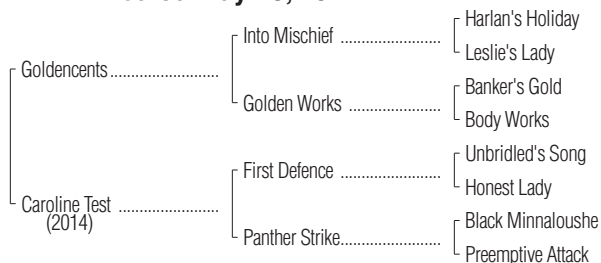 Harlan's Holiday
Into Mischief
Leslie's Lady
Goldencents
Banker's Gold
Golden Works
Body Works
Unbridled's Song
First Defence
Honest Lady
Caroline Test
(2014)
Black Minnaloushe
Panther Strike
Preemptive Attack